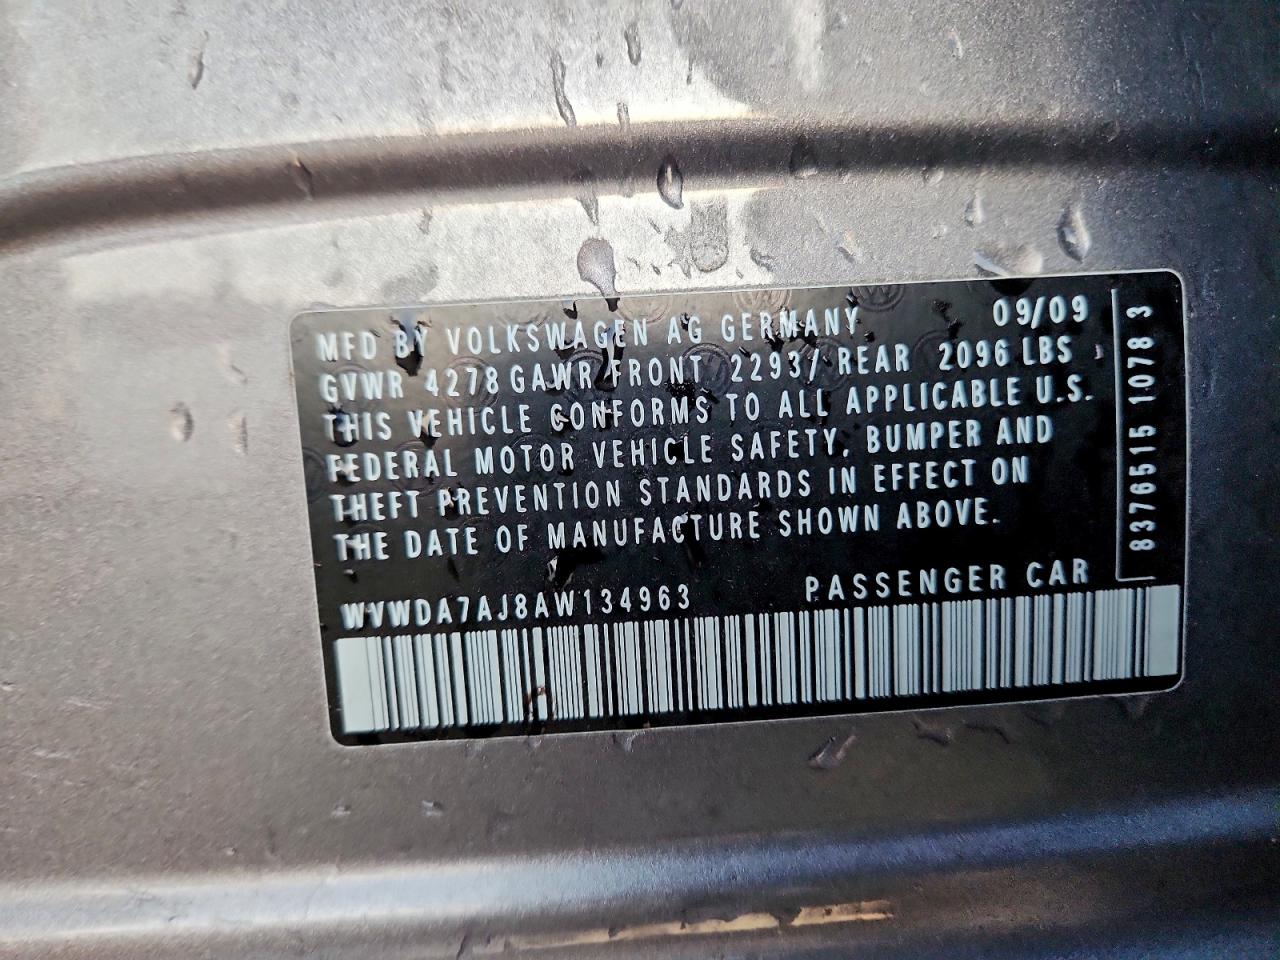 MFD BY VOLKSWAGEN AG GERMANY 09/09
GVWR 4278 GAWR FRONT 2293/ REAR 2096 LBS
THIS VEHICLE CONFORMS TO ALL APPLICABLE U.S.
FEDERAL MOTOR VEHICLE SAFETY, BUMPER AND
THEFT PREVENTION STANDARDS IN EFFECT ON
THE DATE OF MANUFACTURE SHOWN ABOVE.
WVWDA7AJ8AW134963 PASSENGER CAR
8376515 1078 3